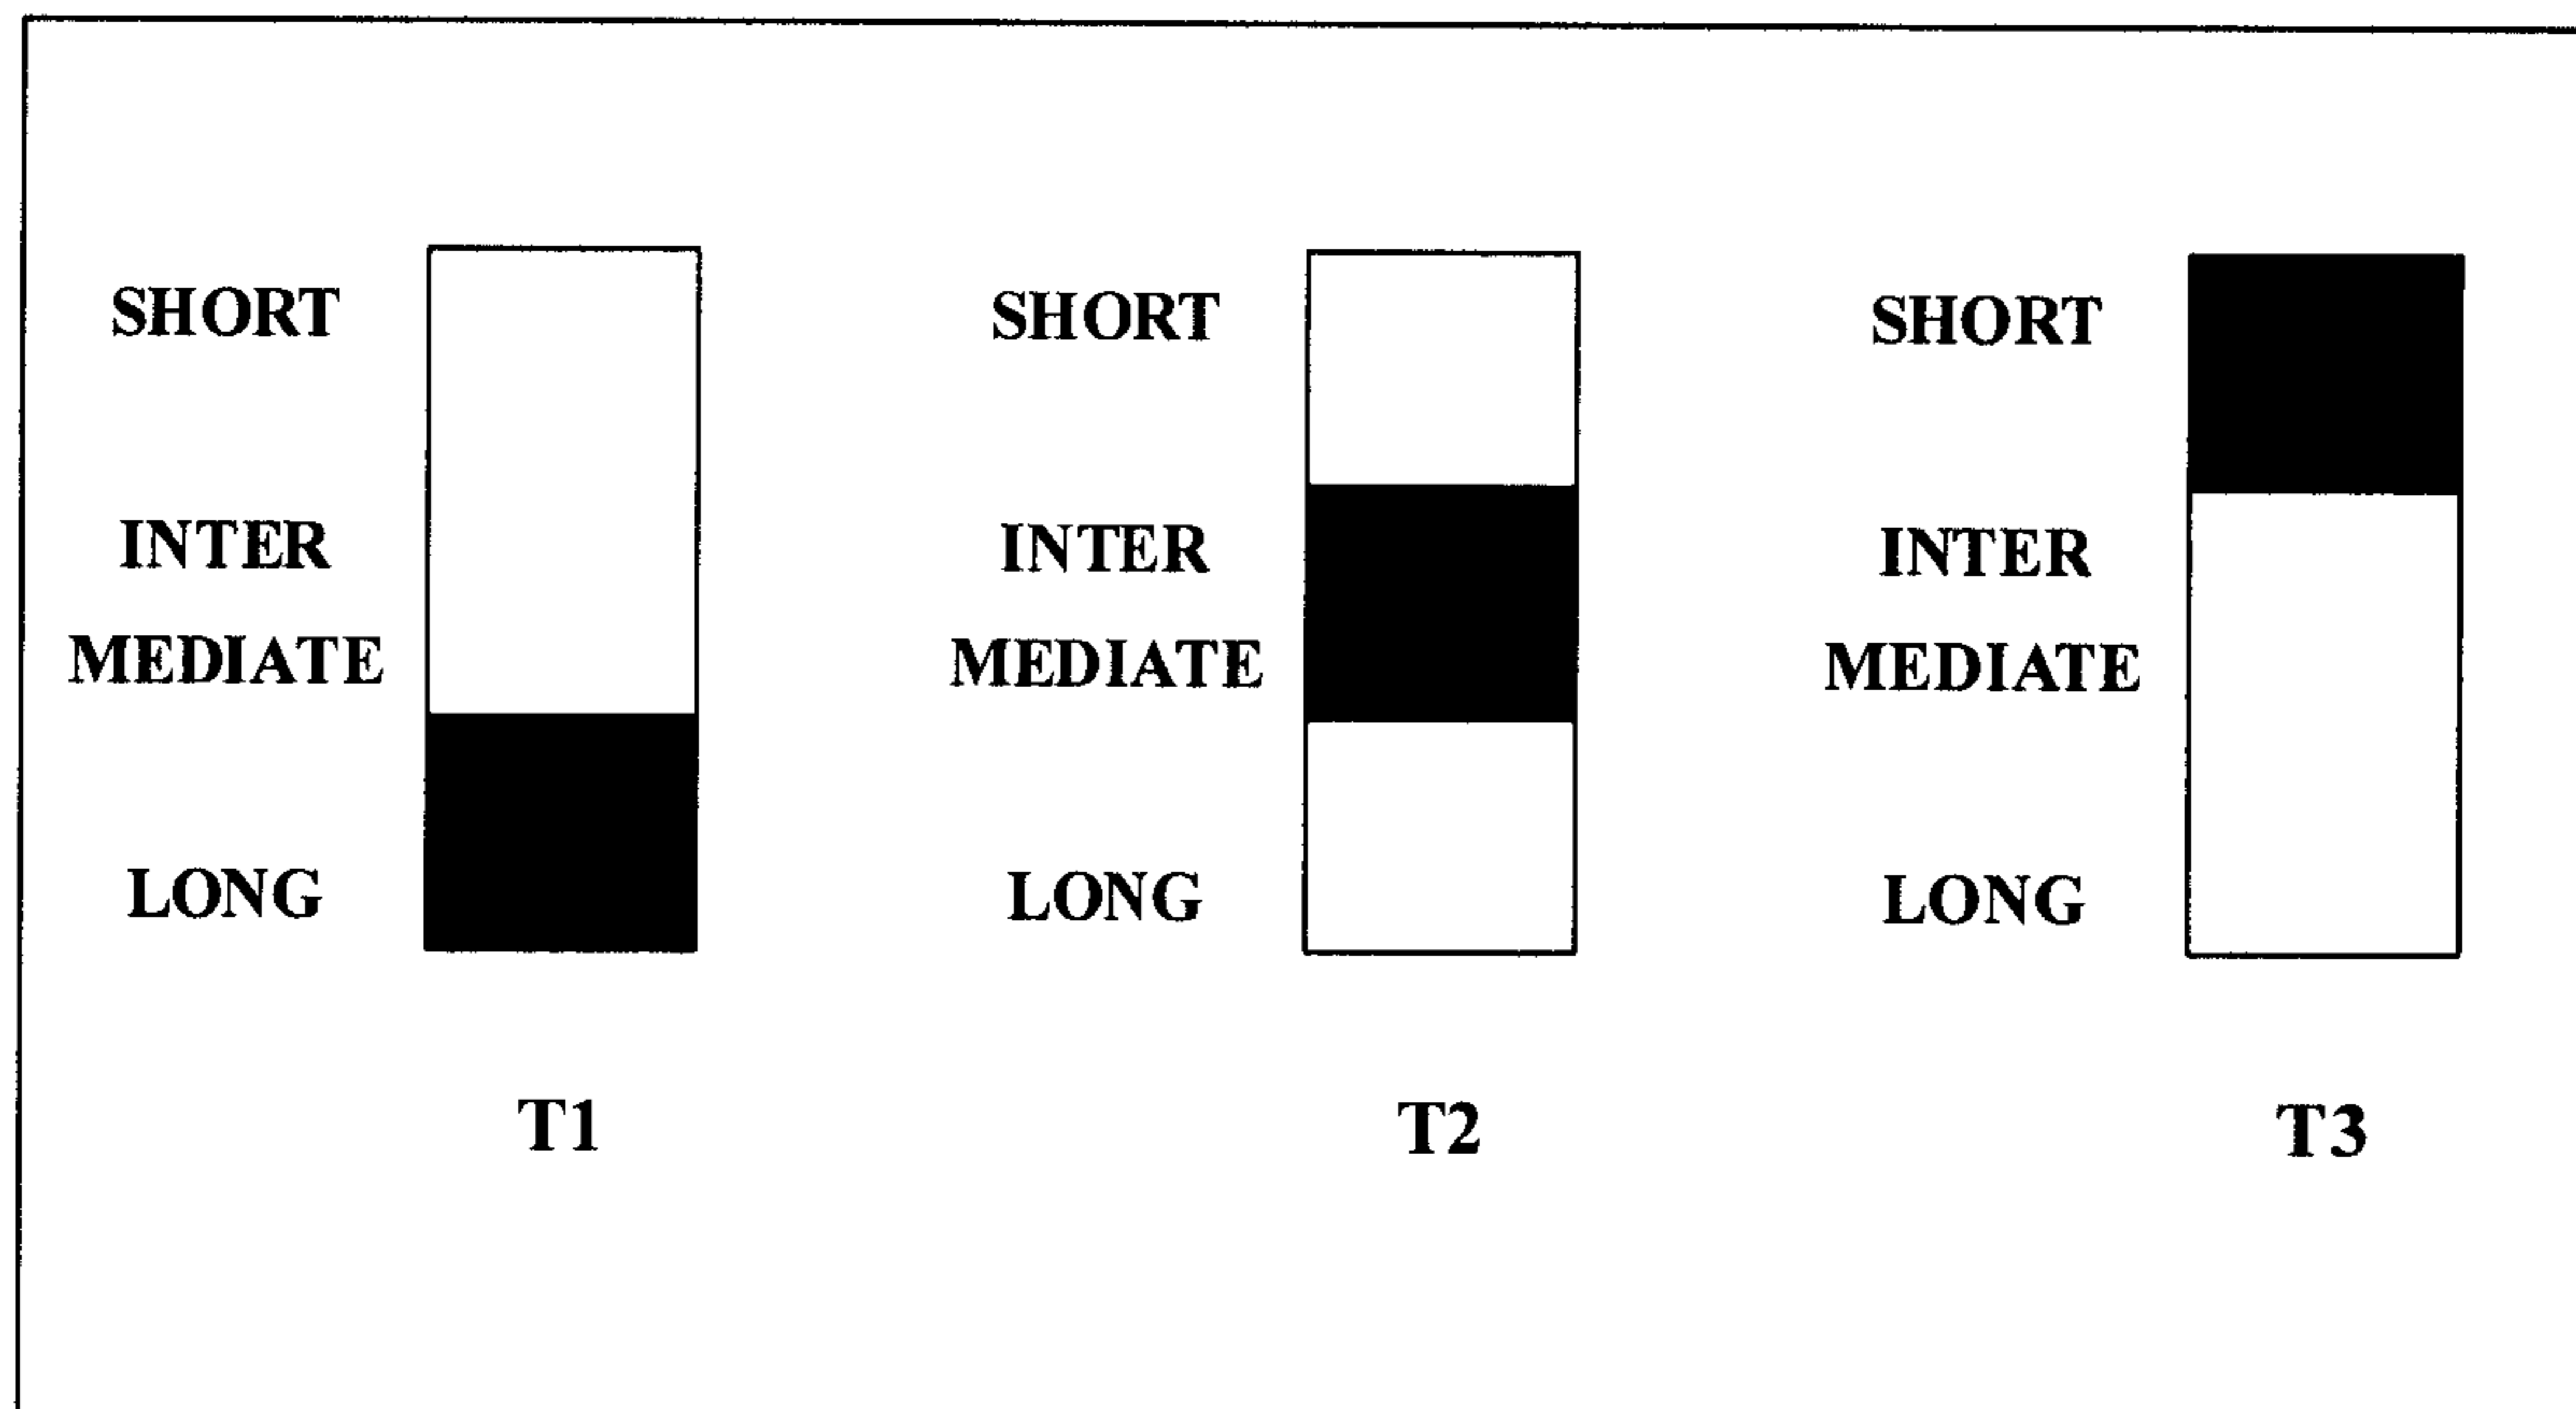 SHORT
INTER
MEDIATE
LONG
T1
SHORT
INTER
MEDIATE
LONG
T2
SHORT
INTER
MEDIATE
LONG
T3